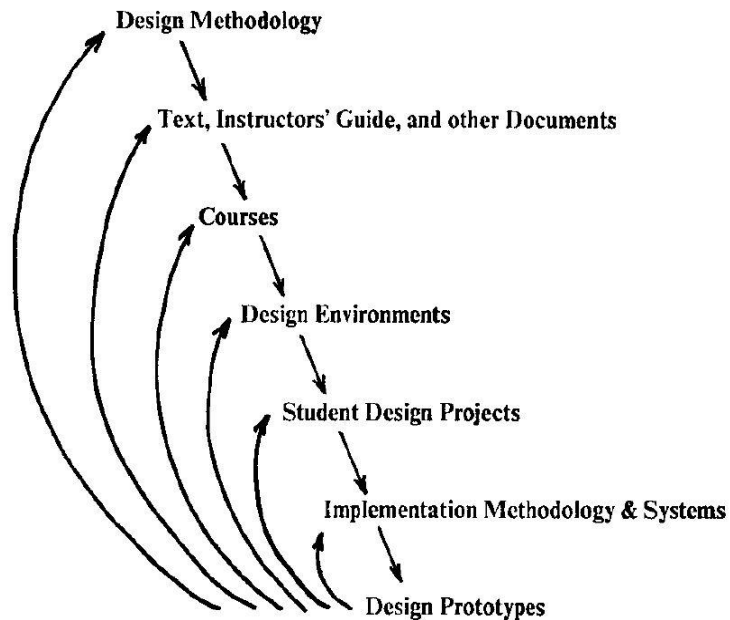 Design Methodology
Text, Instructors' Guide, and other Documents
Courses
Design Environments
Student Design Projects
Implementation Methodology & Systems
Design Prototypes